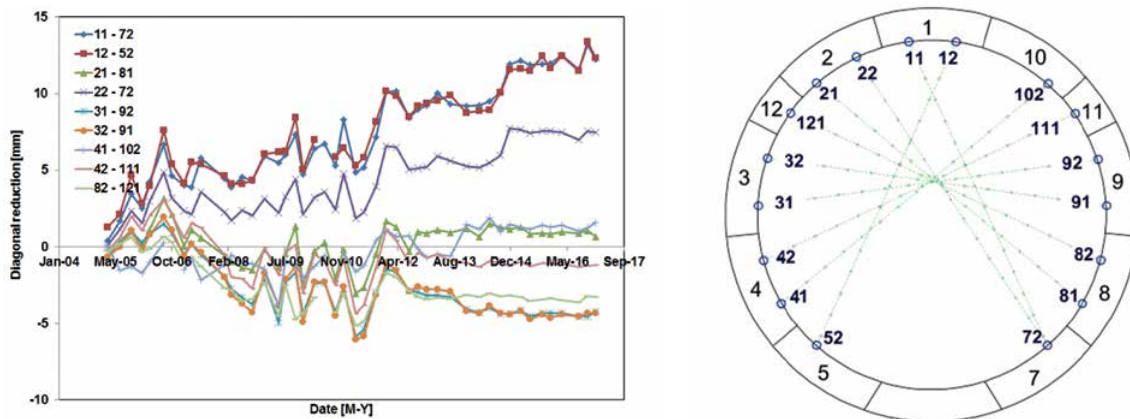 15
10
5
0
-5
-10
Diagonal reduction[mm]
11 - 72
12 - 52
21 - 81
22 - 72
31 - 92
32 - 91
41 - 102
42 - 111
82 - 121
Jan-04 May-05 Oct-06 Feb-08 Jul-09 Nov-10 Apr-12 Aug-13 Dec-14 May-16 Sep-17
Date [M-Y]
1
2 10
11 12
22
21 102
12 11
121 111
32 92
3 9
31 91
42 82
4 41 81 8
52 72
5 7